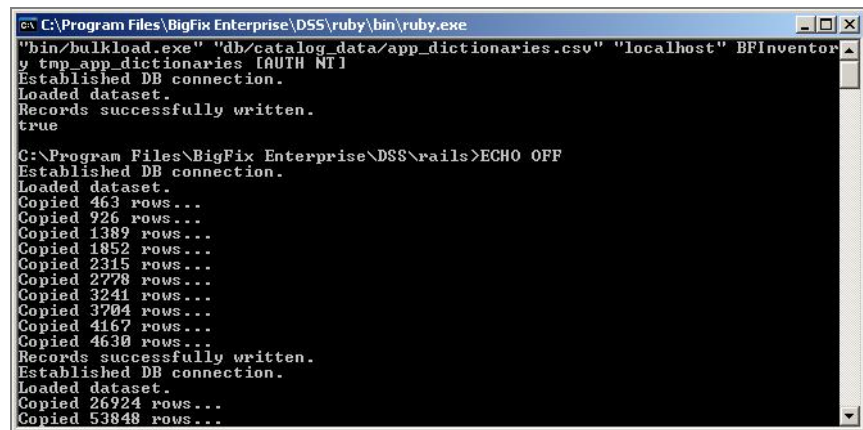 C:\Program Files\BigFix Enterprise\DSS\ruby\bin\ruby.exe
"bin/bulkload.exe" "db/catalog_data/app_dictionaries.csv" "localhost" BFInventor
y tmp_app_dictionaries [AUTH NT]
Established DB connection.
Loaded dataset.
Records successfully written.
true
C:\Program Files\BigFix Enterprise\DSS\rails>ECHO OFF
Established DB connection.
Loaded dataset.
Copied 463 rows...
Copied 926 rows...
Copied 1389 rows...
Copied 1852 rows...
Copied 2315 rows...
Copied 2778 rows...
Copied 3241 rows...
Copied 3704 rows...
Copied 4167 rows...
Copied 4630 rows...
Records successfully written.
Established DB connection.
Loaded dataset.
Copied 26924 rows...
Copied 53848 rows...